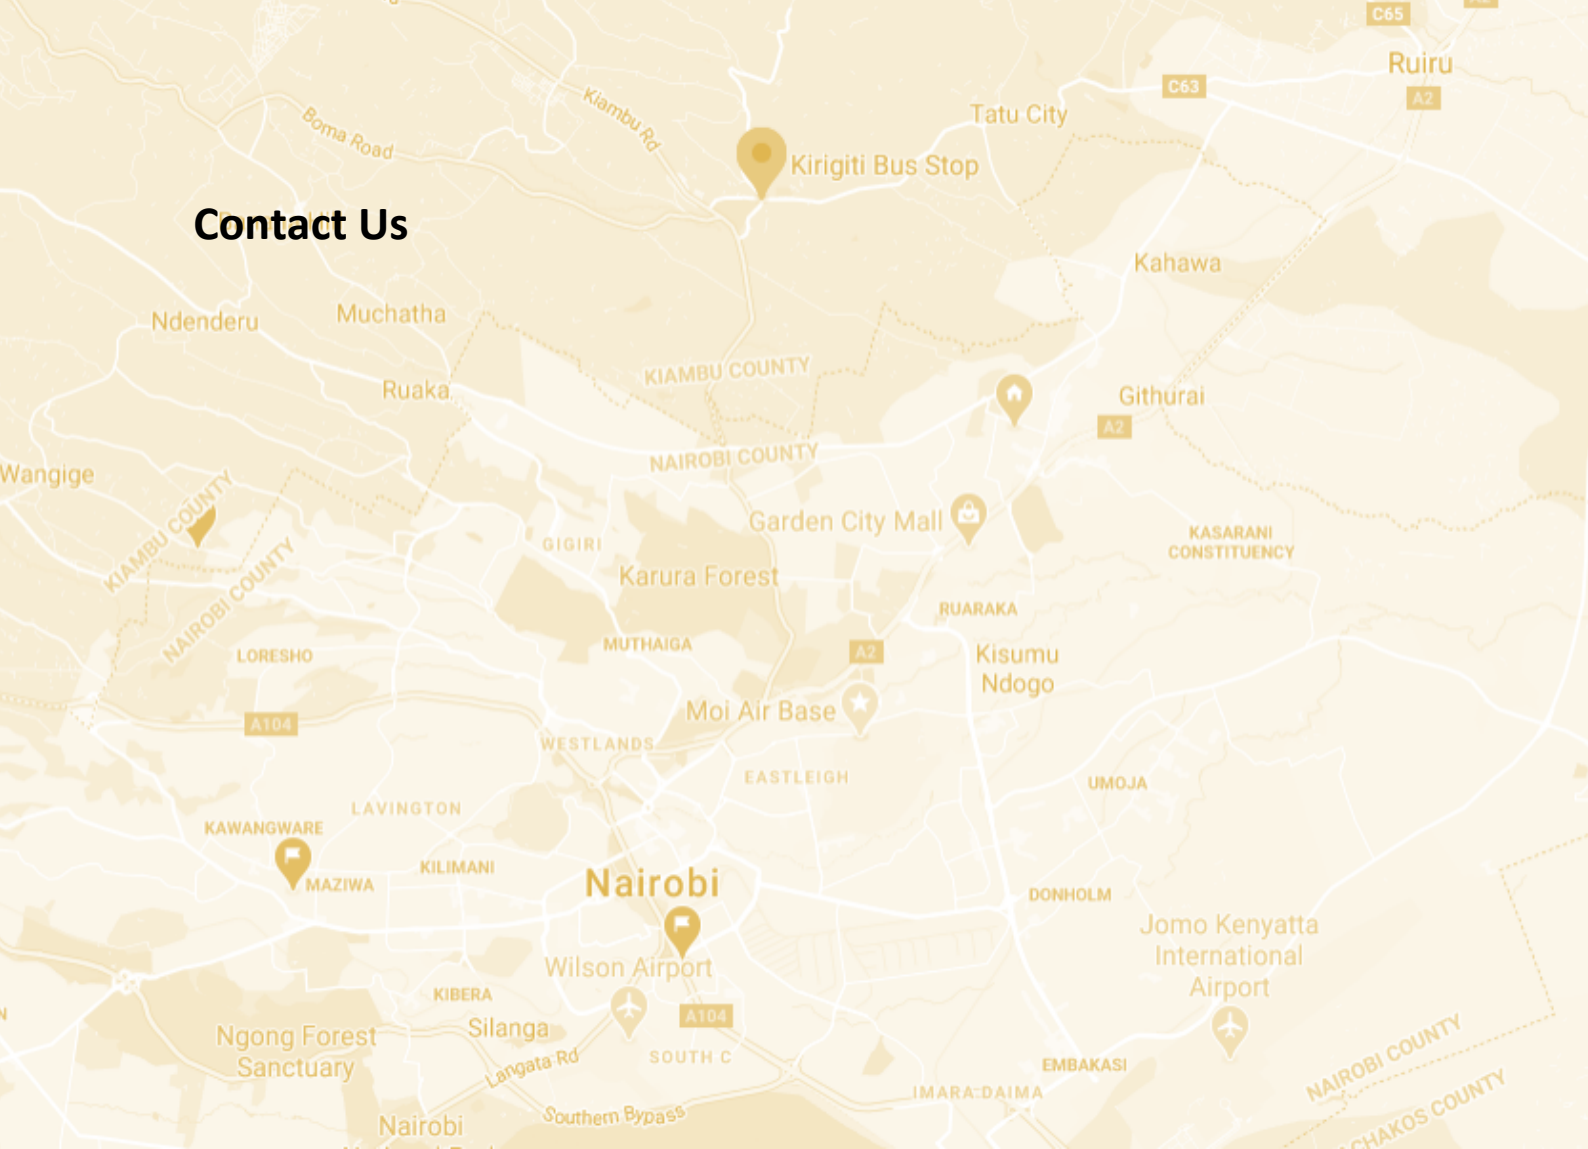 C65
Ruiru
A2
C63
Tatu City
Kiambu Rd
Boma Road
Kirigiti Bus Stop
Contact Us
Kahawa
Ndenderu
Muchatha
KIAMBU COUNTY
Ruaka
Githurai
A2
NAIROBI COUNTY
Wangige
KIAMBU COUNTY
NAIROBI COUNTY
Garden City Mall
GIGIRI
KASARANI
CONSTITUENCY
Karura Forest
RUARAKA
MUTHAIGA
LORESHO
A2
Kisumu
Ndogo
Moi Air Base
A104
WESTLANDS
EASTLEIGH
UMOJA
LAVINGTON
KAWANGWARE
MAZIWA
KILIMANI
Nairobi
DONHOLM
Jomo Kenyatta
International
Airport
Wilson Airport
KIBERA
Silanga
A104
Ngong Forest
Sanctuary
Langata Rd
SOUTH C
EMBAKASI
IMARA DAIMA
NAIROBI COUNTY
CHAKOS COUNTY
Southern Bypass
Nairobi